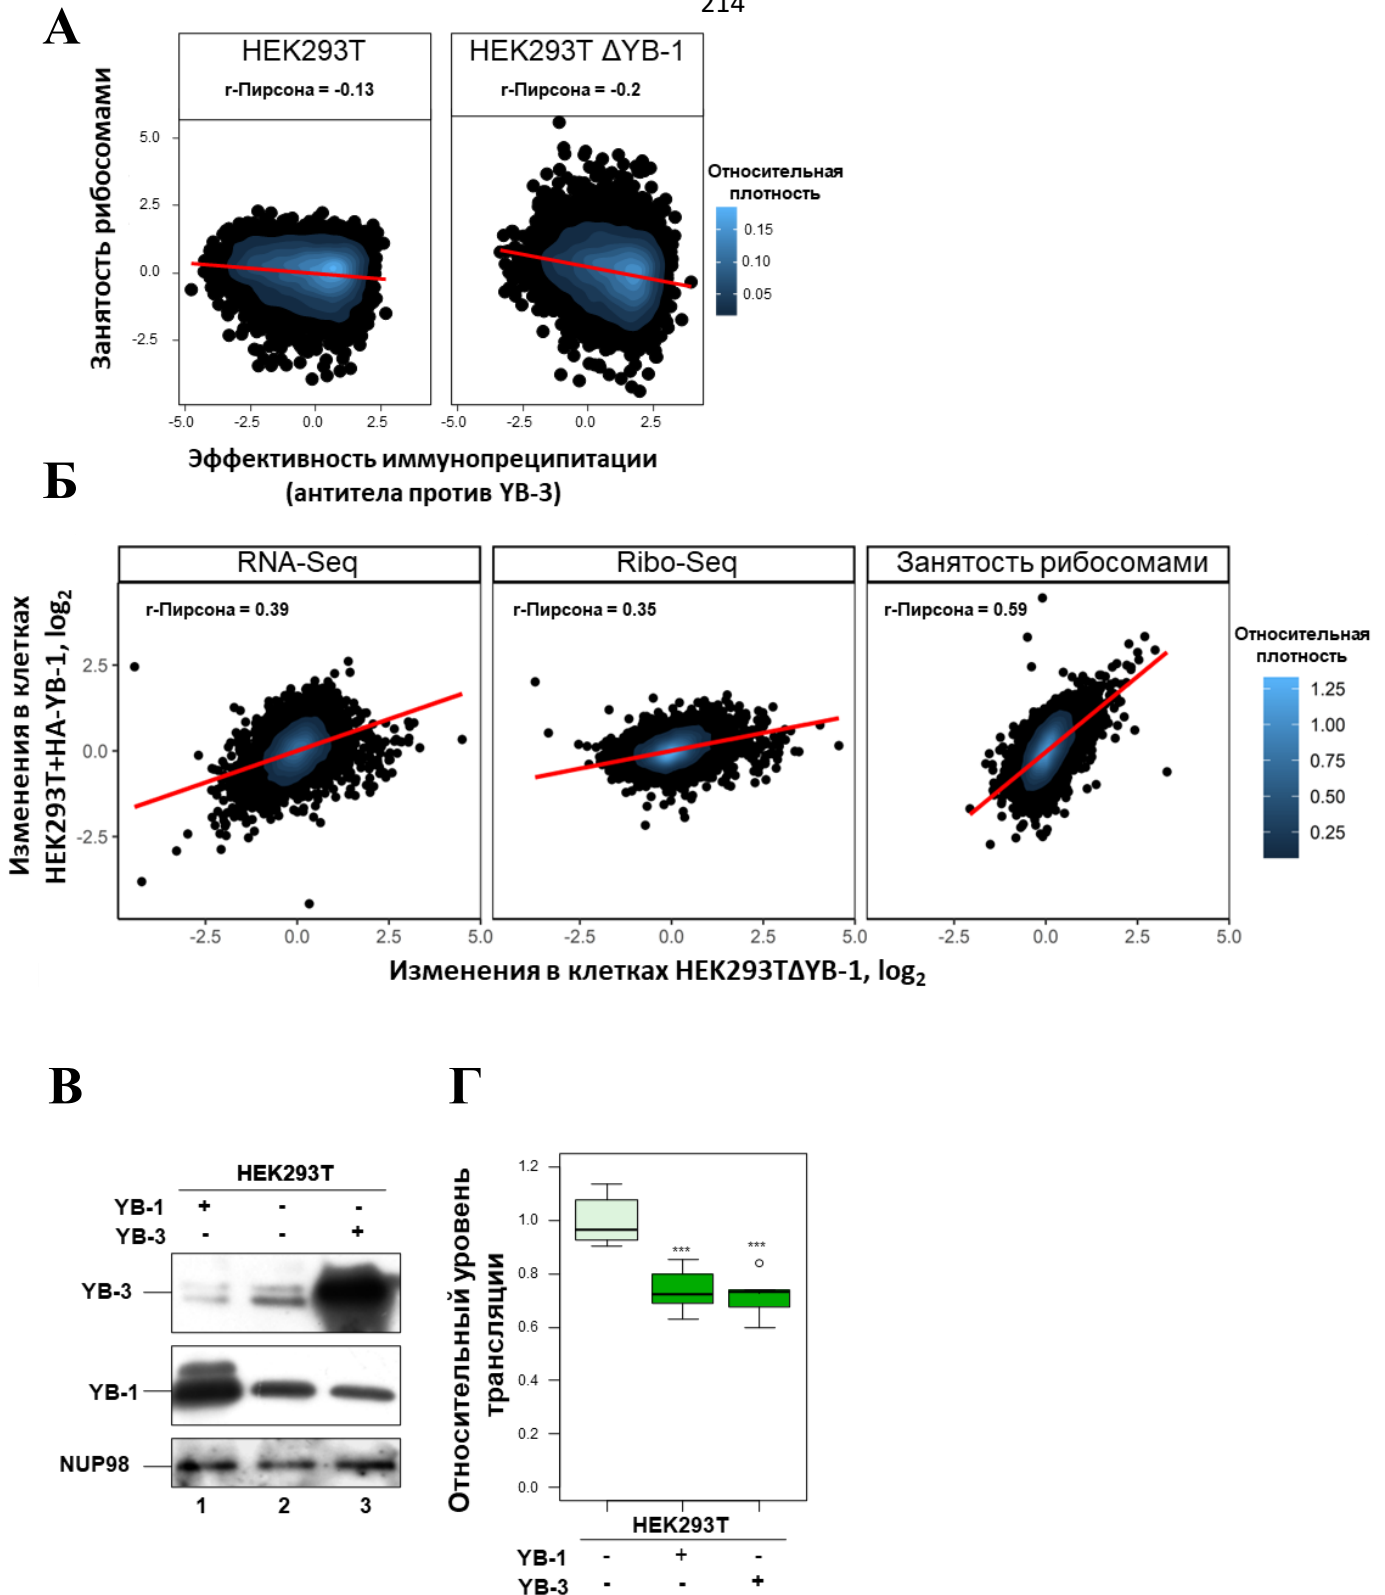 214
А
HEK293T
r-Пирсона = -0.13
HEK293T ΔYB-1
r-Пирсона = -0.2
Занятость рибосомами
5.0
2.5
0.0
-2.5
-5.0 -2.5 0.0 2.5
-5.0 -2.5 0.0 2.5
Относительная
плотность
0.15
0.10
0.05
Эффективность иммунопреципитации
(антитела против YB-3)
Б
RNA-Seq
Ribo-Seq
Занятость рибосомами
r-Пирсона = 0.39
r-Пирсона = 0.35
r-Пирсона = 0.59
Изменения в клетках
HEK293T+HA-YB-1, log₂
2.5
0.0
-2.5
-2.5 0.0 2.5 5.0
-2.5 0.0 2.5 5.0
-2.5 0.0 2.5 5.0
Относительная
плотность
1.25
1.00
0.75
0.50
0.25
Изменения в клетках HEK293TΔYB-1, log₂
В
HEK293T
YB-1 + - -
YB-3 - - +
YB-3
YB-1
NUP98
1 2 3
Г
Относительный уровень
трансляции
1.2
1.0
0.8
0.6
0.4
0.2
0.0
***
***
HEK293T
YB-1 - + -
YB-3 - - +